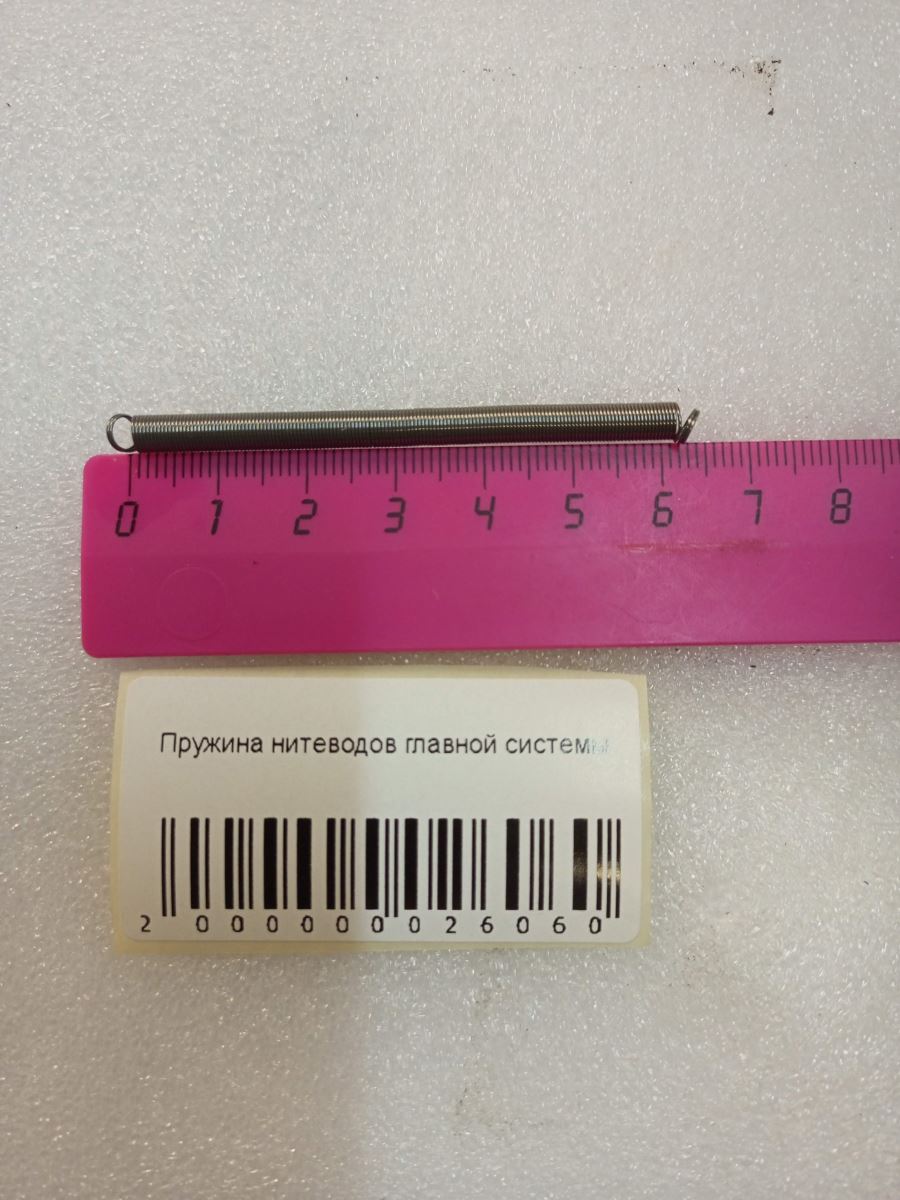 0 1 2 3 4 5 6 7 8
Пружина нитеводов главной системы
2 000000 026060